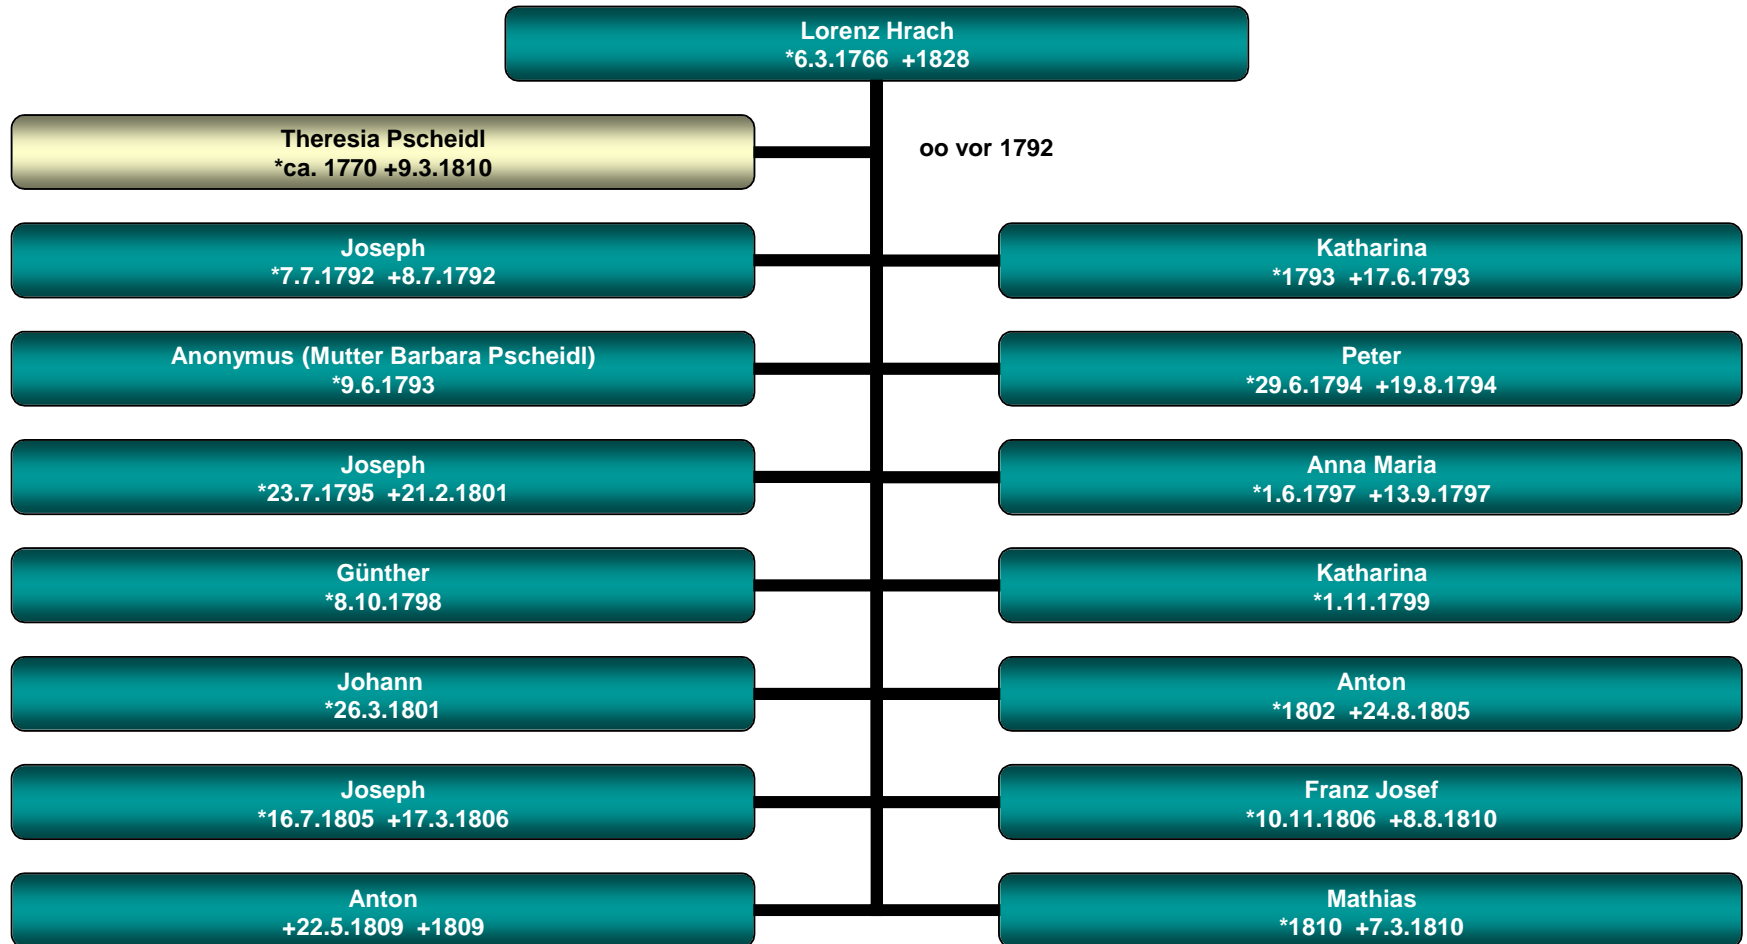 Lorenz Hrach
*6.3.1766 +1828
Theresia Pscheidl
*ca. 1770 +9.3.1810
oo vor 1792
Joseph
*7.7.1792 +8.7.1792
Katharina
*1793 +17.6.1793
Anonymus (Mutter Barbara Pscheidl)
*9.6.1793
Peter
*29.6.1794 +19.8.1794
Joseph
*23.7.1795 +21.2.1801
Anna Maria
*1.6.1797 +13.9.1797
Günther
*8.10.1798
Katharina
*1.11.1799
Johann
*26.3.1801
Anton
*1802 +24.8.1805
Joseph
*16.7.1805 +17.3.1806
Franz Josef
*10.11.1806 +8.8.1810
Anton
+22.5.1809 +1809
Mathias
*1810 +7.3.1810